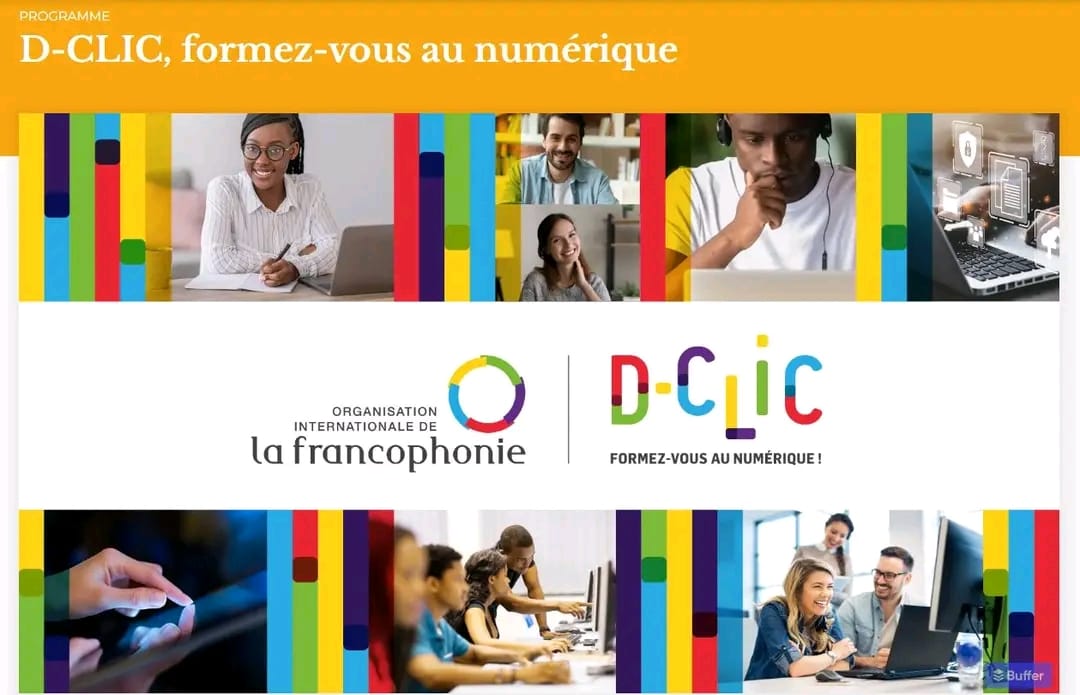 PROGRAMME
D-CLIC, formez-vous au numérique
ORGANISATION
INTERNATIONALE DE
la francophonie
D-CLiC
FORMEZ-VOUS AU NUMÉRIQUE !
Buffer